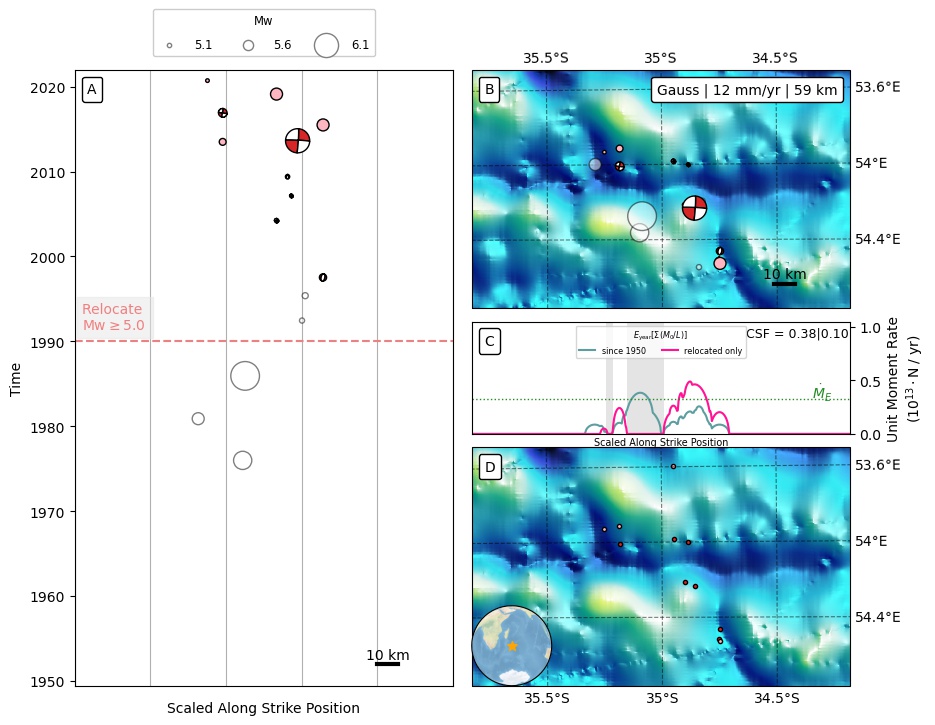 Mw
5.1 5.6 6.1
A
2020
2010
2000
1990
1980
1970
1960
1950
Time
Relocate
Mw ≥ 5.0
10 km
Scaled Along Strike Position
35.5°S 35°S 34.5°S
B
Gauss | 12 mm/yr | 59 km
53.6°E
54°E
54.4°E
10 km
C
E_year[Σ(M₀/L)]
since 1950 relocated only
CSF = 0.38|0.10
Ṁ_E
1.0
0.5
0.0
Unit Moment Rate
(10¹³ · N / yr)
Scaled Along Strike Position
D
53.6°E
54°E
54.4°E
35.5°S 35°S 34.5°S